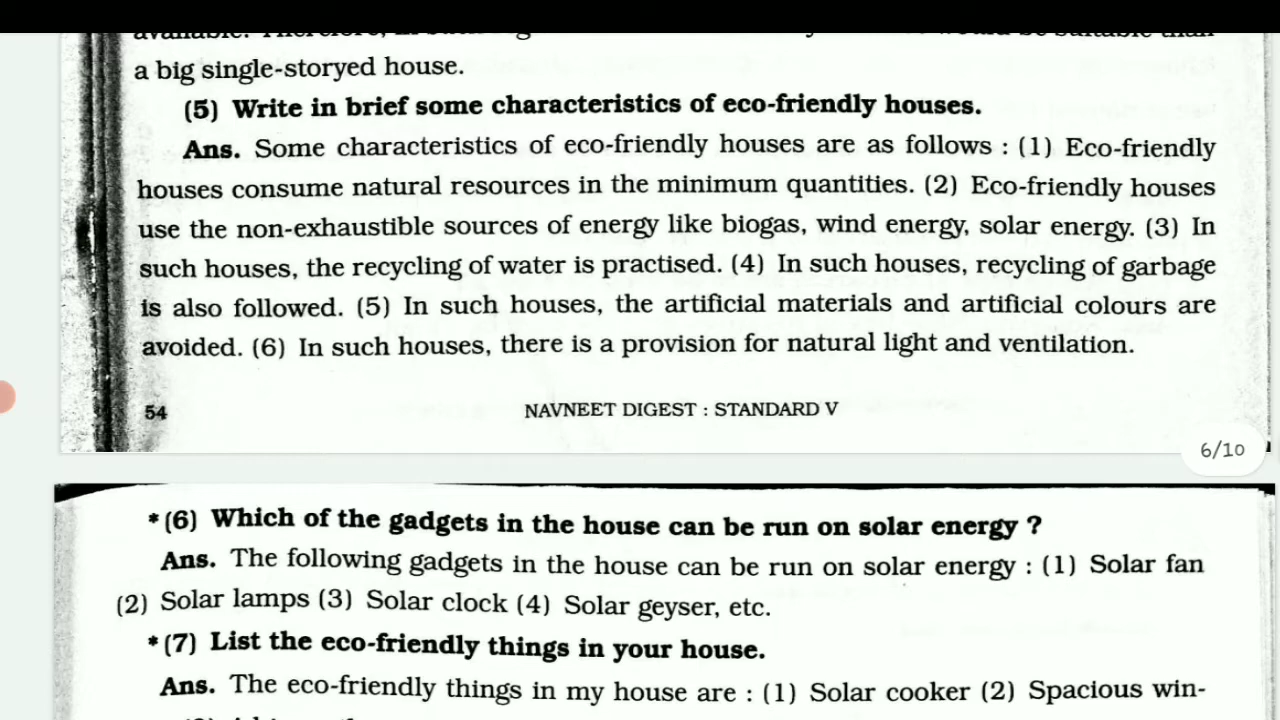 a big single-storyed house.
(5) Write in brief some characteristics of eco-friendly houses.
Ans. Some characteristics of eco-friendly houses are as follows : (1) Eco-friendly
houses consume natural resources in the minimum quantities. (2) Eco-friendly houses
use the non-exhaustible sources of energy like biogas, wind energy, solar energy. (3) In
such houses, the recycling of water is practised. (4) In such houses, recycling of garbage
is also followed. (5) In such houses, the artificial materials and artificial colours are
avoided. (6) In such houses, there is a provision for natural light and ventilation.
54 NAVNEET DIGEST : STANDARD V
6/10
*(6) Which of the gadgets in the house can be run on solar energy ?
Ans. The following gadgets in the house can be run on solar energy : (1) Solar fan
(2) Solar lamps (3) Solar clock (4) Solar geyser, etc.
*(7) List the eco-friendly things in your house.
Ans. The eco-friendly things in my house are : (1) Solar cooker (2) Spacious win-